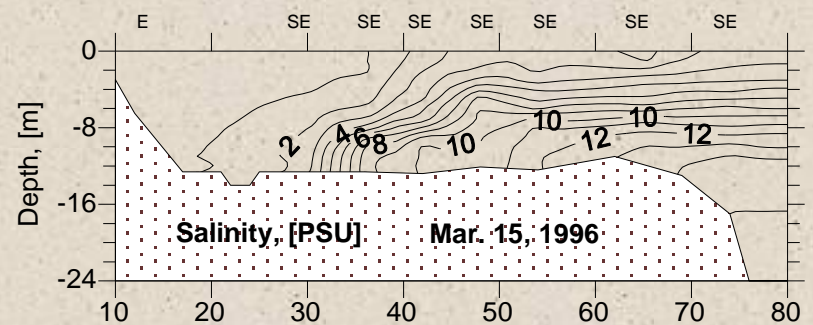 E SE SE SE SE SE SE SE
0
-8
-16
-24
Depth, [m]
2 4 6 8 10 10 12 10 12
Salinity, [PSU] Mar. 15, 1996
10 20 30 40 50 60 70 80